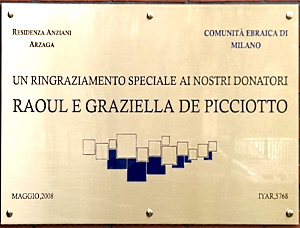 RESIDENZA ANZIANI
ARZAGA
COMUNITÀ EBRAICA DI
MILANO
UN RINGRAZIAMENTO SPECIALE AI NOSTRI DONATORI
RAOUL E GRAZIELLA DE PICCIOTTO
MAGGIO,2008
IYAR,5768